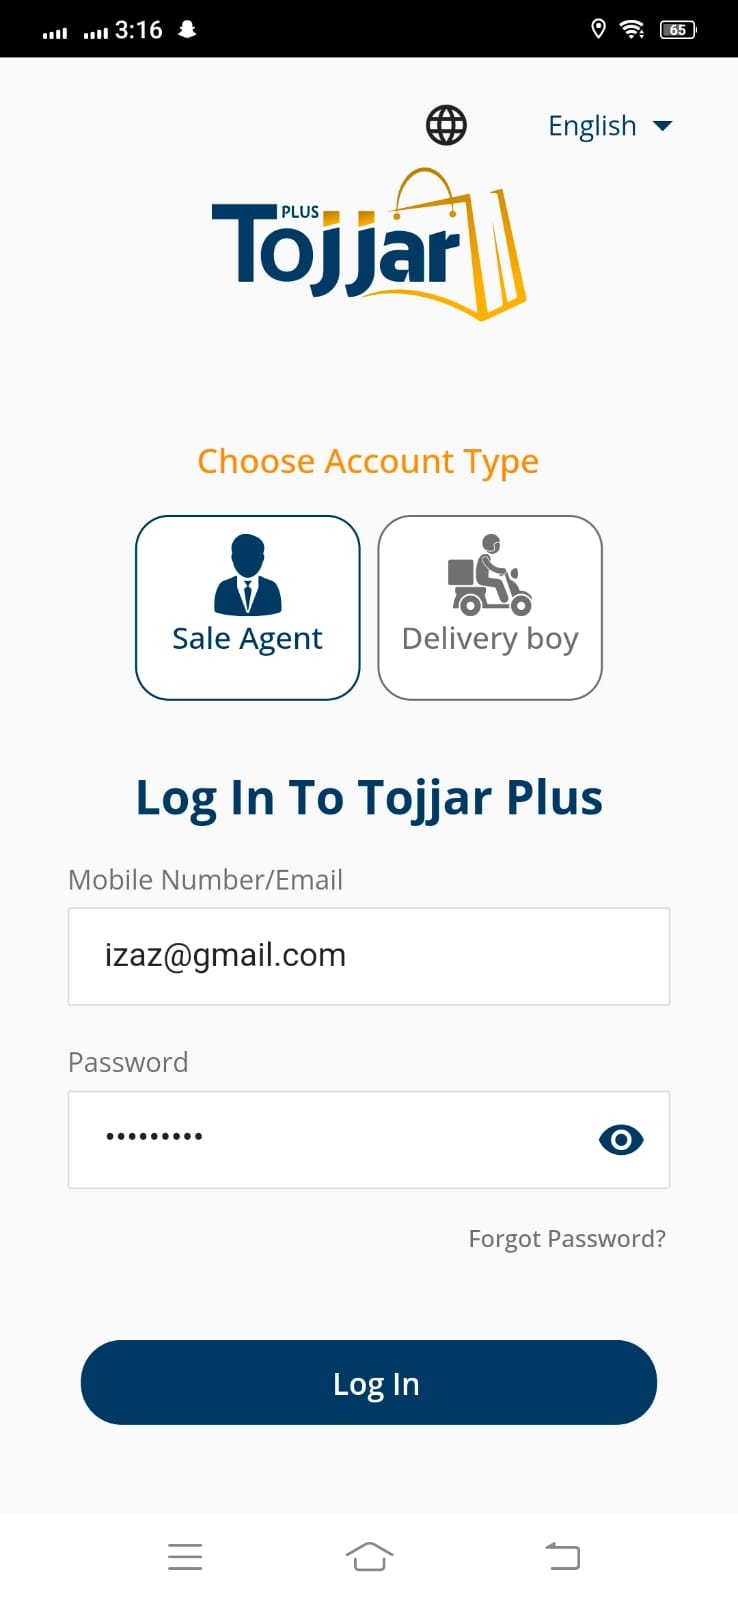 3:16
65
English
PLUS
Tojjar
Choose Account Type
Sale Agent
Delivery boy
Log In To Tojjar Plus
Mobile Number/Email
izaz@gmail.com
Password
•••••••••
Forgot Password?
Log In